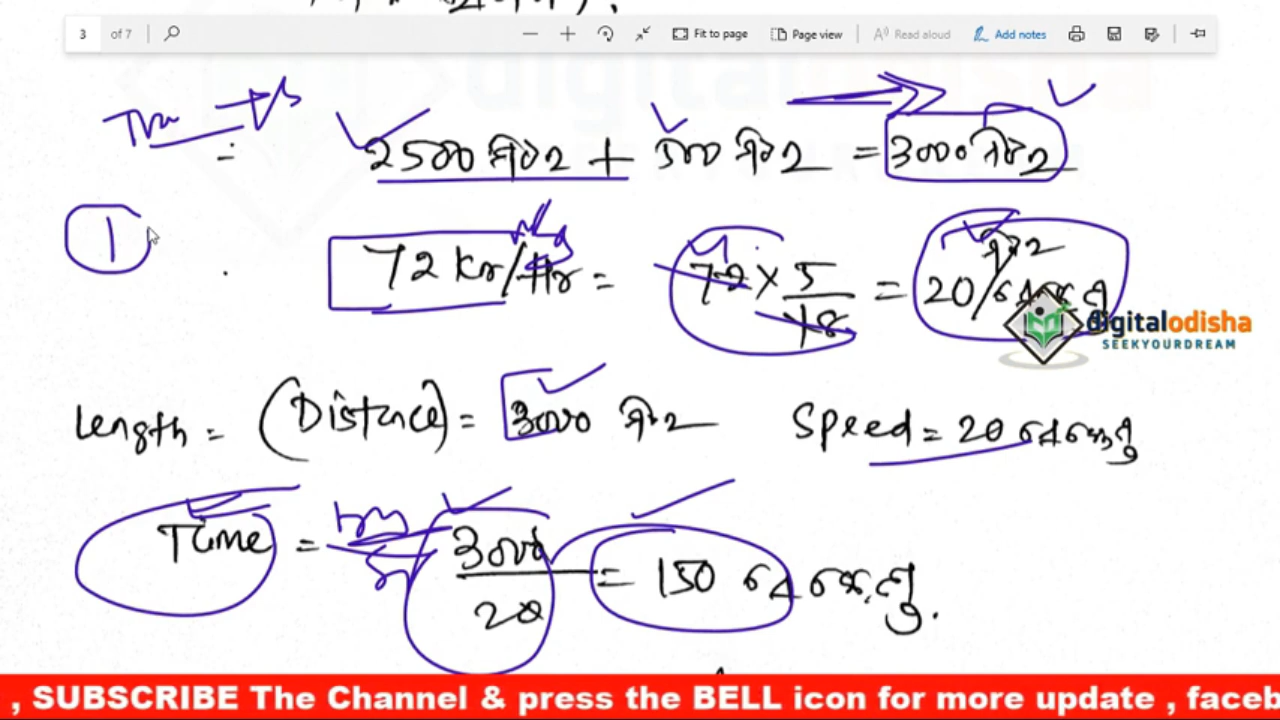 3 of 7 Fit to page Page view Read aloud Add notes
2500 ମିଟର + 500 ମିଟର = 3000 ମିଟର
1
72 Km/Hr = 72 × 5/18 = 20 ମିଟର/ସେକେଣ୍ଡ
digitalodisha
SEEKYOURDREAM
Length = (Distance) = 3000 ମିଟର Speed = 20 ସେକେଣ୍ଡ
Time = 3000/20 = 150 ସେକେଣ୍ଡ.
, SUBSCRIBE The Channel & press the BELL icon for more update , faceb